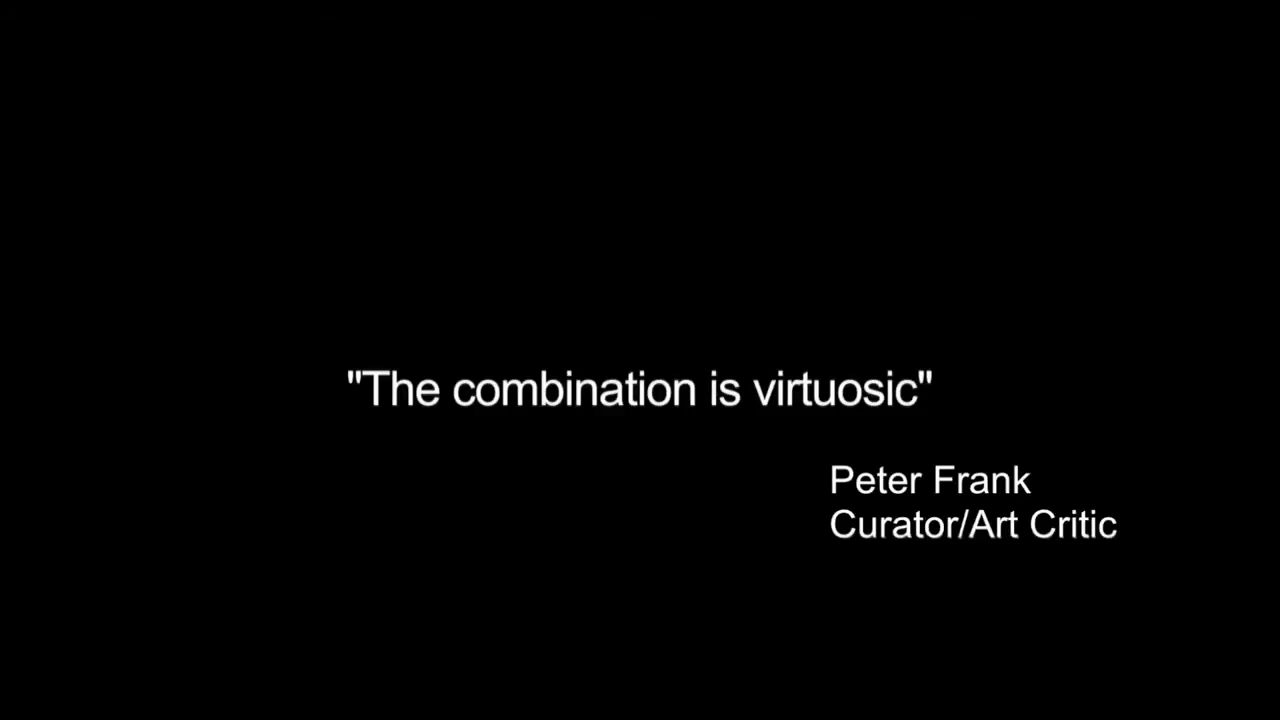 "The combination is virtuosic"
Peter Frank
Curator/Art Critic